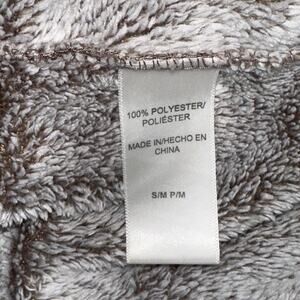 100% POLYESTER/
POLIÉSTER
MADE IN/HECHO EN
CHINA
S/M P/M